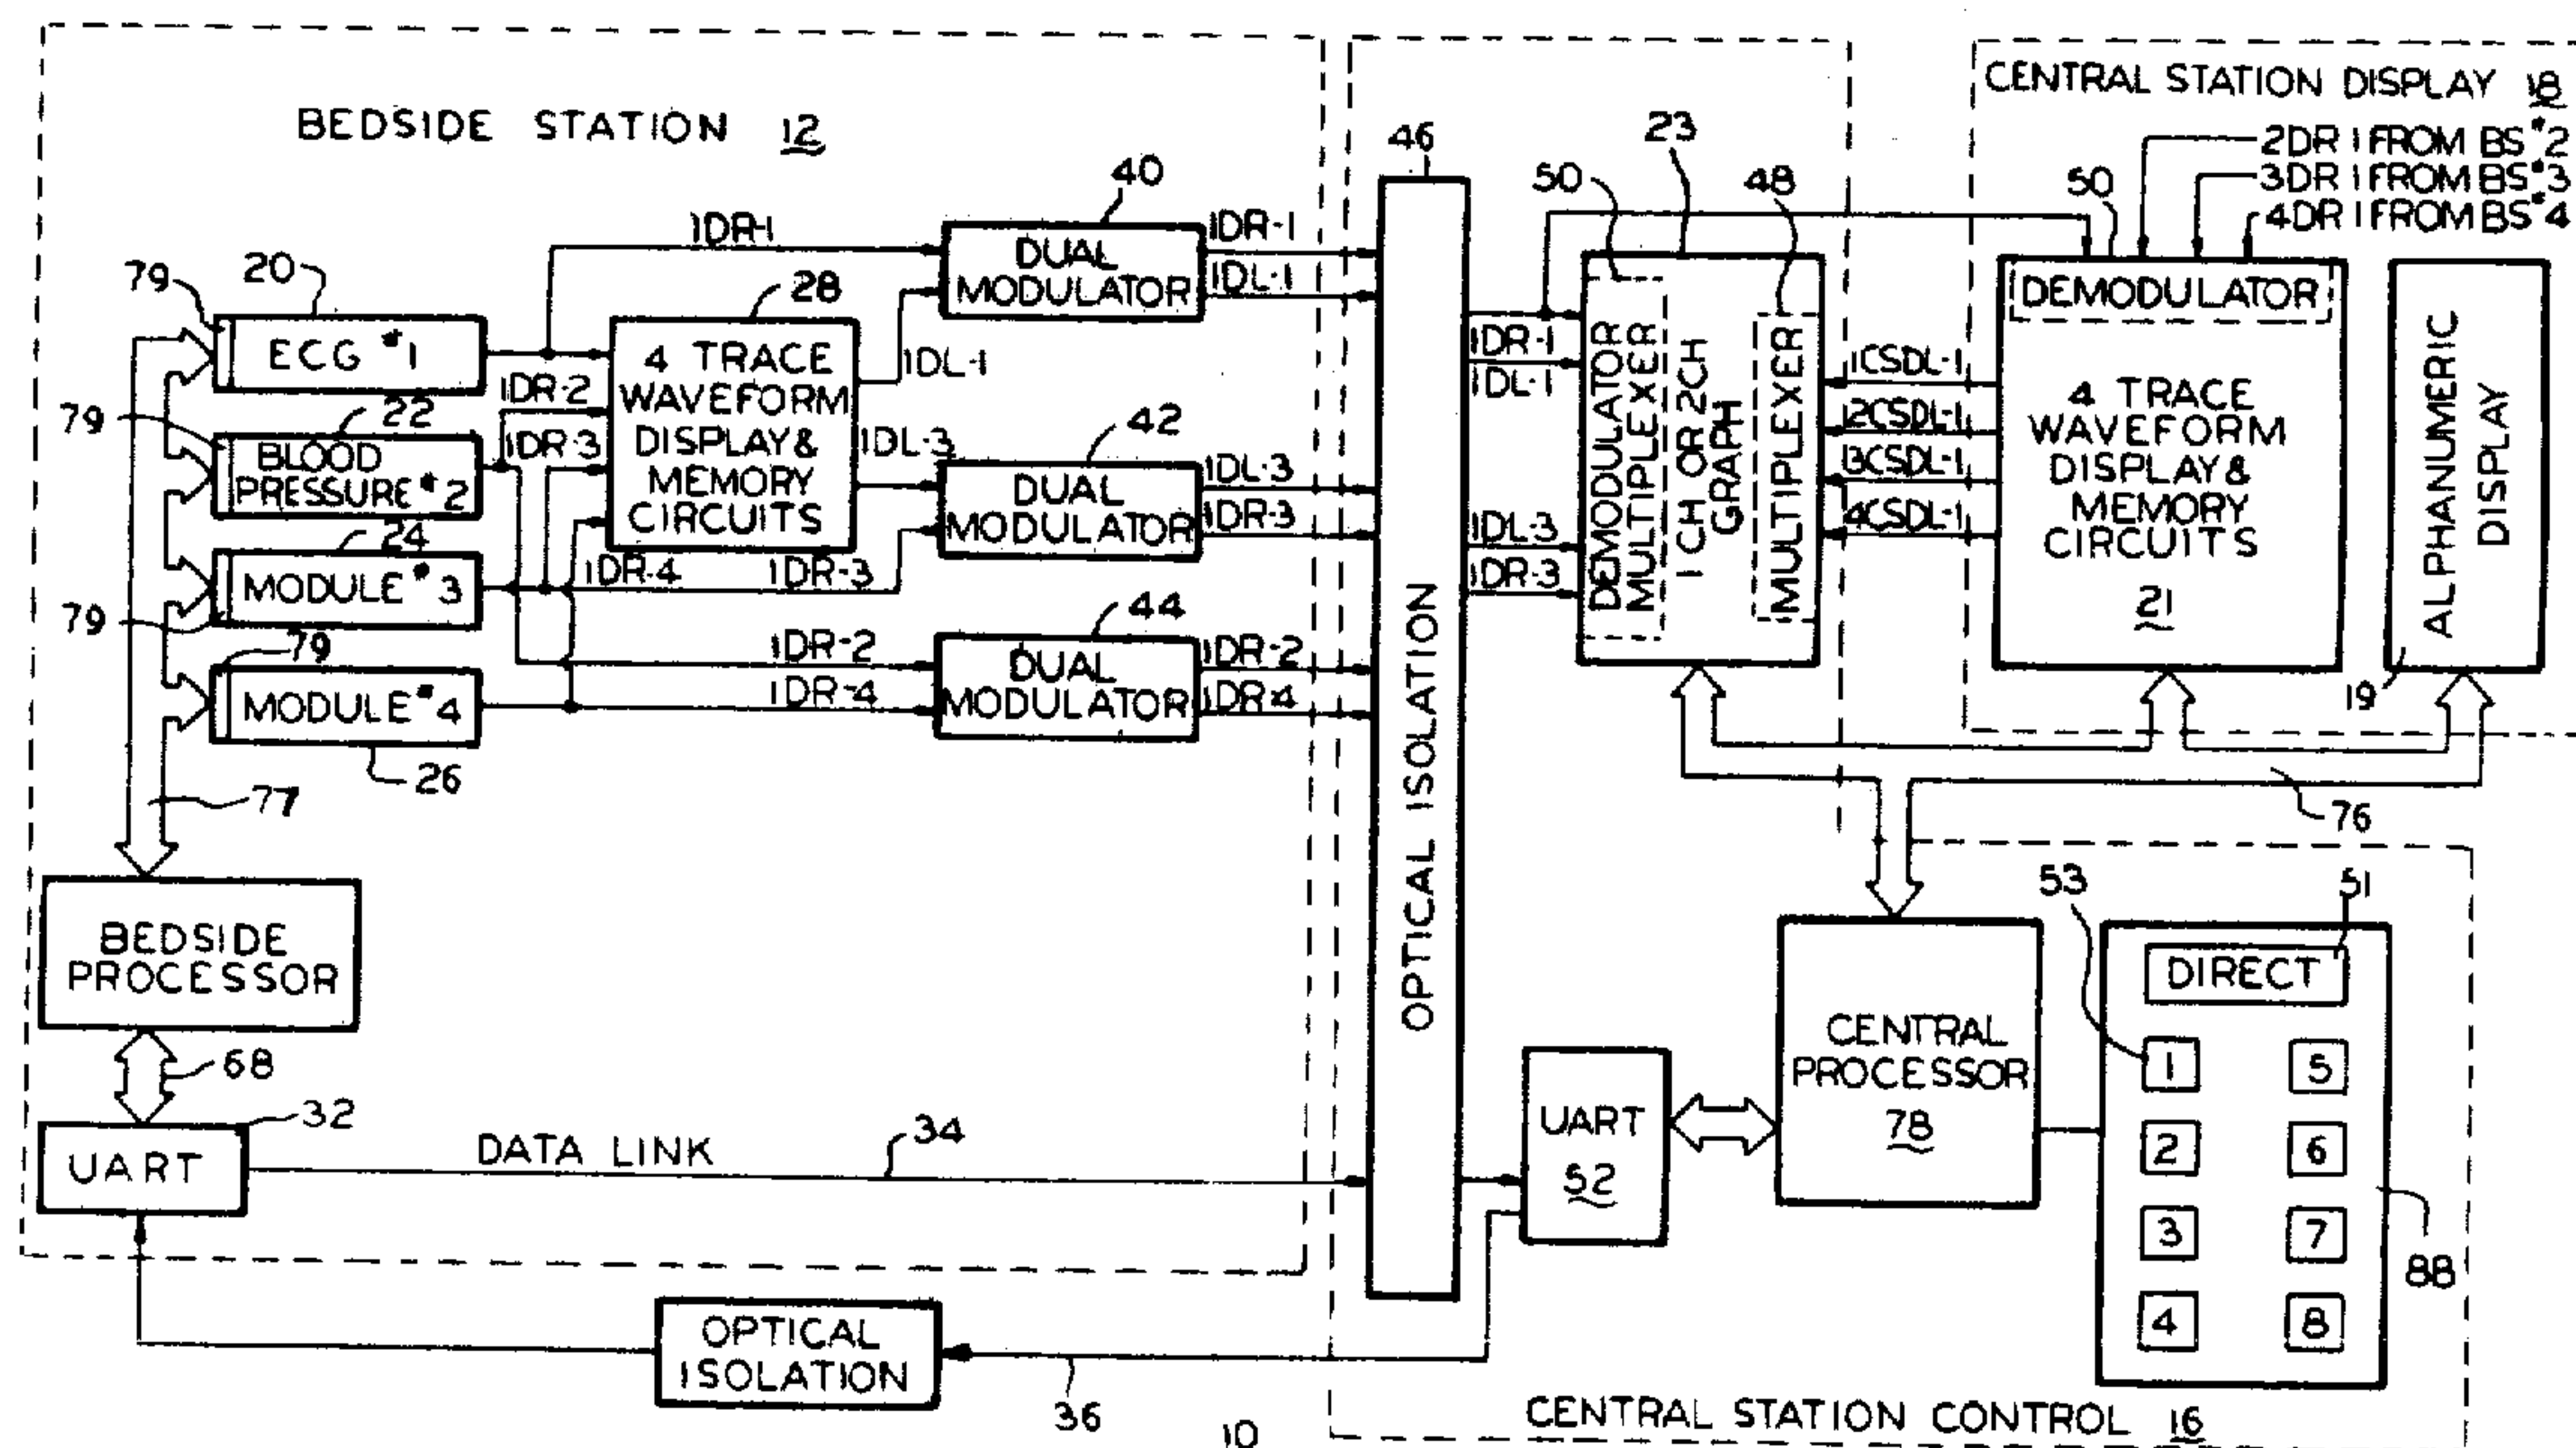 BEDSIDE STATION 12
CENTRAL STATION DISPLAY 18
2DR 1 FROM BS #2
3DR 1 FROM BS #3
4DR 1 FROM BS #4
79
20
ECG #1
79
22
BLOOD
PRESSURE #2
24
MODULE #3
79
79
MODULE #4
26
77
BEDSIDE
PROCESSOR
68
32
UART
DATA LINK
34
1DR-1
1DR-2
1DR-3
1DR-4
1DR-3
1DR-2
1DR-4
28
4 TRACE
WAVEFORM
DISPLAY &
MEMORY
CIRCUITS
1DL-1
1DL-3
40
DUAL
MODULATOR
1DR-1
1DL-1
42
DUAL
MODULATOR
1DL-3
1DR-3
44
DUAL
MODULATOR
1DR-2
1DR4
46
OPTICAL ISOLATION
1DR-1
1DL-1
1DL-3
1DR-3
50
23
48
DEMODULATOR
MULTIPLEXER
1 CH OR 2CH
GRAPH
MULTIPLEXER
1CSDL-1
2CSDL-1
3CSDL-1
4CSDL-1
50
DEMODULATOR
4 TRACE
WAVEFORM
DISPLAY &
MEMORY
CIRCUITS
21
ALPHANUMERIC
DISPLAY
19
76
UART
52
CENTRAL
PROCESSOR
78
53
51
DIRECT
1 5
2 6
3 7
4 8
88
OPTICAL
ISOLATION
36
10
CENTRAL STATION CONTROL 16